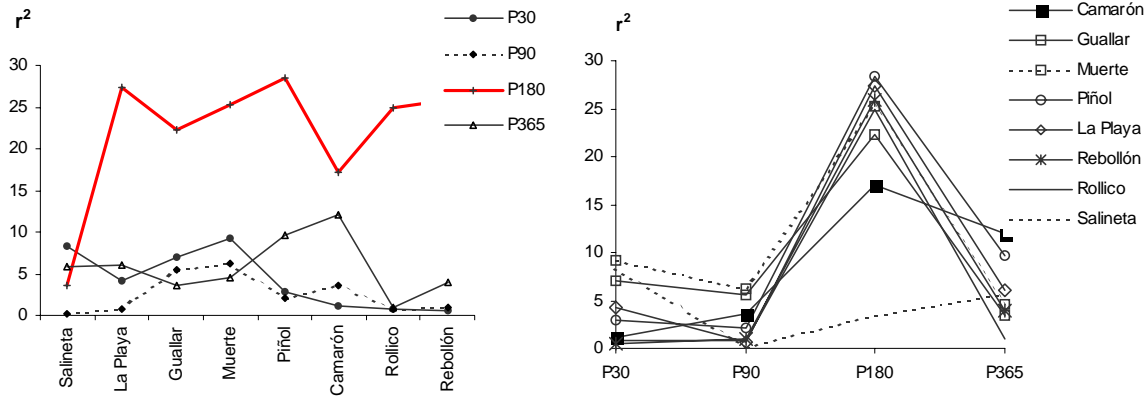 r²
P30
P90
P180
P365
30
25
20
15
10
5
0
Salineta
La Playa
Guallar
Muerte
Piñol
Camarón
Rollico
Rebollón
r²
Camarón
Guallar
Muerte
Piñol
La Playa
Rebollón
Rollico
Salineta
30
25
20
15
10
5
0
P30 P90 P180 P365